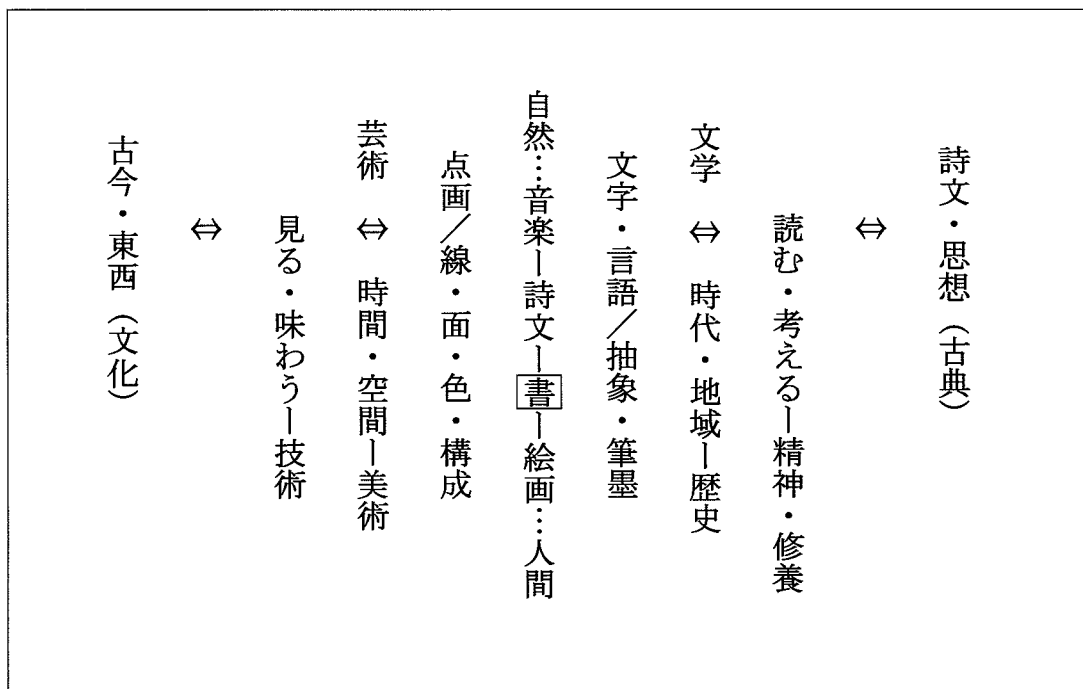 詩文・思想（古典）
⇔
読む・考える―精神・修養
文学　⇔　時代・地域―歴史
文字・言語／抽象・筆墨
自然…音楽―詩文―書―絵画…人間
点画／線・面・色・構成
芸術　⇔　時間・空間―美術
見る・味わう―技術
⇔
古今・東西（文化）